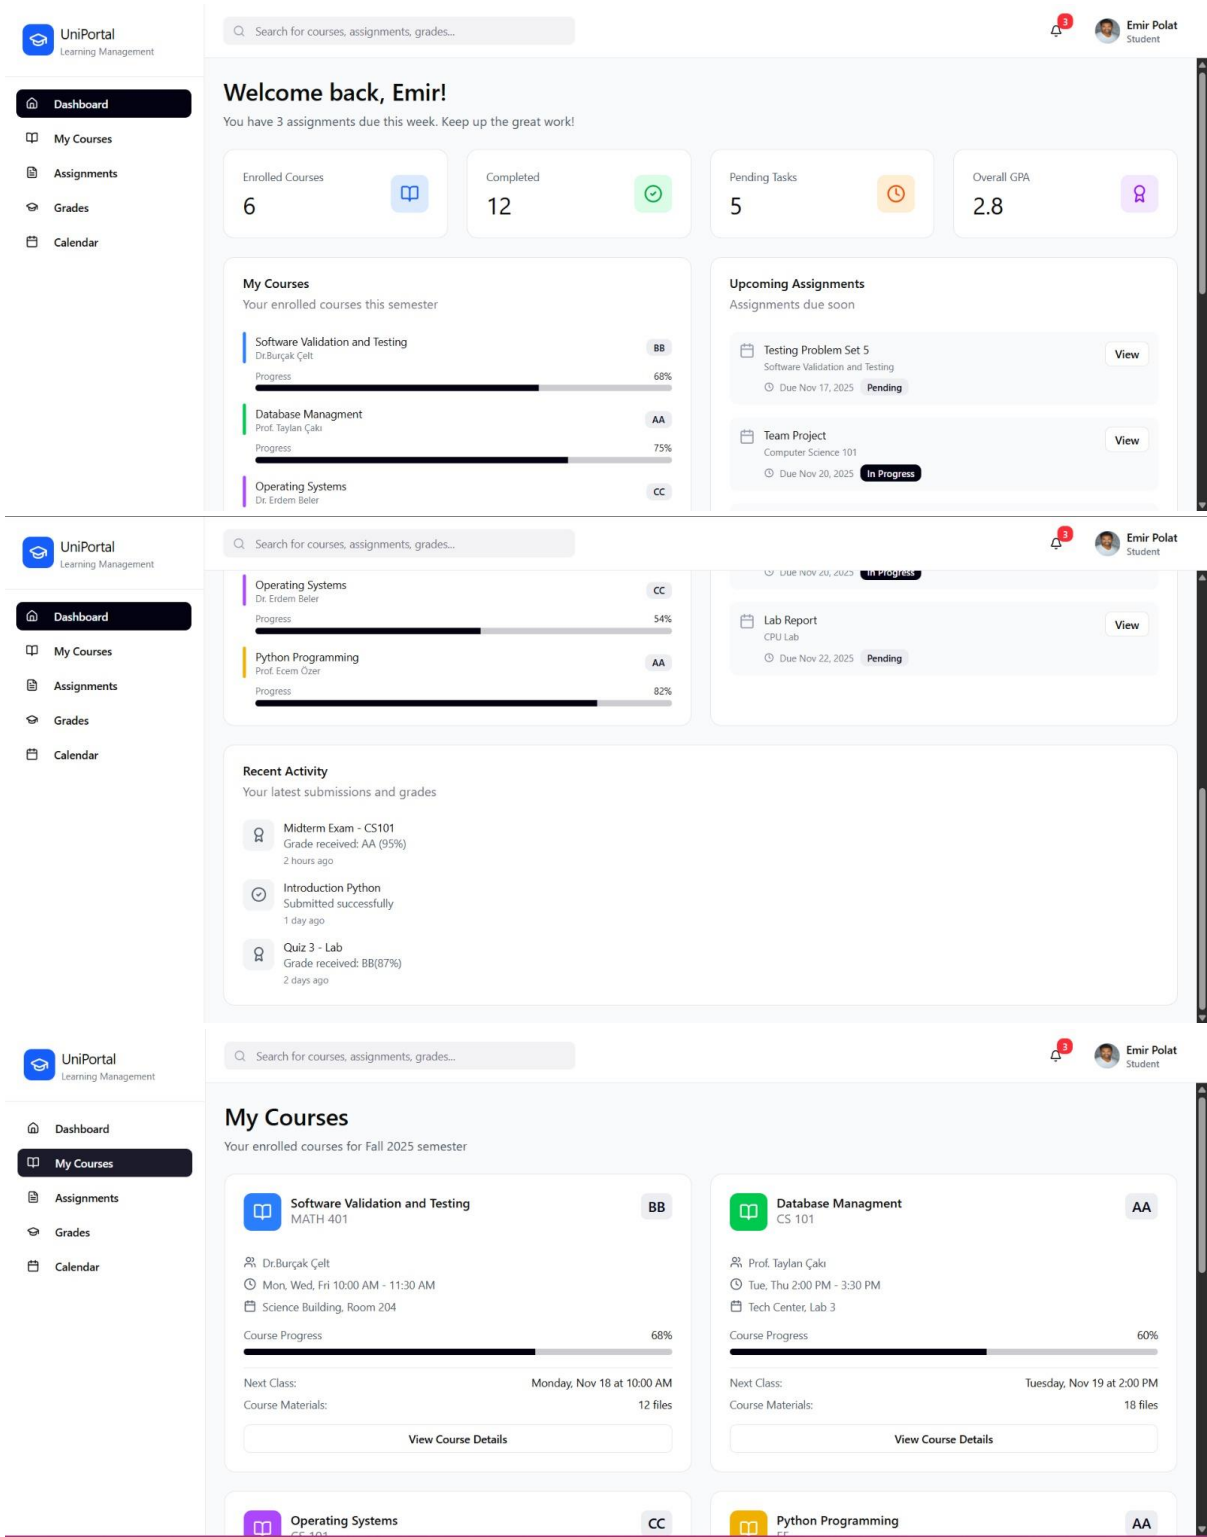 UniPortal
Learning Management
Search for courses, assignments, grades...
3
Emir Polat
Student
Dashboard
My Courses
Assignments
Grades
Calendar
Welcome back, Emir!
You have 3 assignments due this week. Keep up the great work!
Enrolled Courses
6
Completed
12
Pending Tasks
5
Overall GPA
2.8
My Courses
Your enrolled courses this semester
Software Validation and Testing
BB
Dr.Burçak Çelt
Progress 68%
Database Managment
AA
Prof. Taylan Çakı
Progress 75%
Operating Systems
CC
Dr. Erdem Beler
Upcoming Assignments
Assignments due soon
Testing Problem Set 5
View
Software Validation and Testing
Due Nov 17, 2025 Pending
Team Project
View
Computer Science 101
Due Nov 20, 2025 In Progress
UniPortal
Learning Management
Search for courses, assignments, grades...
3
Emir Polat
Student
Dashboard
My Courses
Assignments
Grades
Calendar
Operating Systems
CC
Dr. Erdem Beler
Progress 54%
Python Programming
AA
Prof. Ecem Özer
Progress 82%
Due Nov 20, 2025 In Progress
Lab Report
View
CPU Lab
Due Nov 22, 2025 Pending
Recent Activity
Your latest submissions and grades
Midterm Exam - CS101
Grade received: AA (95%)
2 hours ago
Introduction Python
Submitted successfully
1 day ago
Quiz 3 - Lab
Grade received: BB(87%)
2 days ago
UniPortal
Learning Management
Search for courses, assignments, grades...
3
Emir Polat
Student
Dashboard
My Courses
Assignments
Grades
Calendar
My Courses
Your enrolled courses for Fall 2025 semester
Software Validation and Testing
BB
MATH 401
Dr.Burçak Çelt
Mon, Wed, Fri 10:00 AM - 11:30 AM
Science Building, Room 204
Course Progress 68%
Next Class: Monday, Nov 18 at 10:00 AM
Course Materials: 12 files
View Course Details
Database Managment
AA
CS 101
Prof. Taylan Çakı
Tue, Thu 2:00 PM - 3:30 PM
Tech Center, Lab 3
Course Progress 60%
Next Class: Tuesday, Nov 19 at 2:00 PM
Course Materials: 18 files
View Course Details
Operating Systems
CC
CS 101
Python Programming
AA